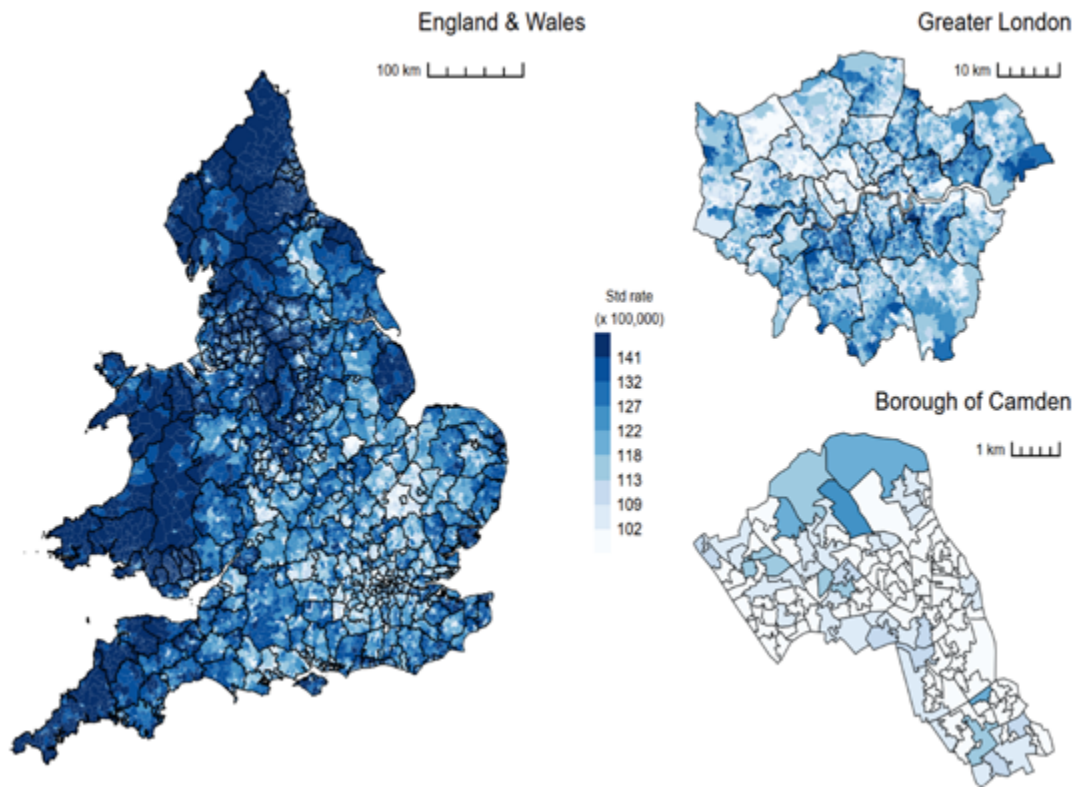 England & Wales
100 km
Greater London
10 km
Std rate
(x 100,000)
141
132
127
122
118
113
109
102
Borough of Camden
1 km